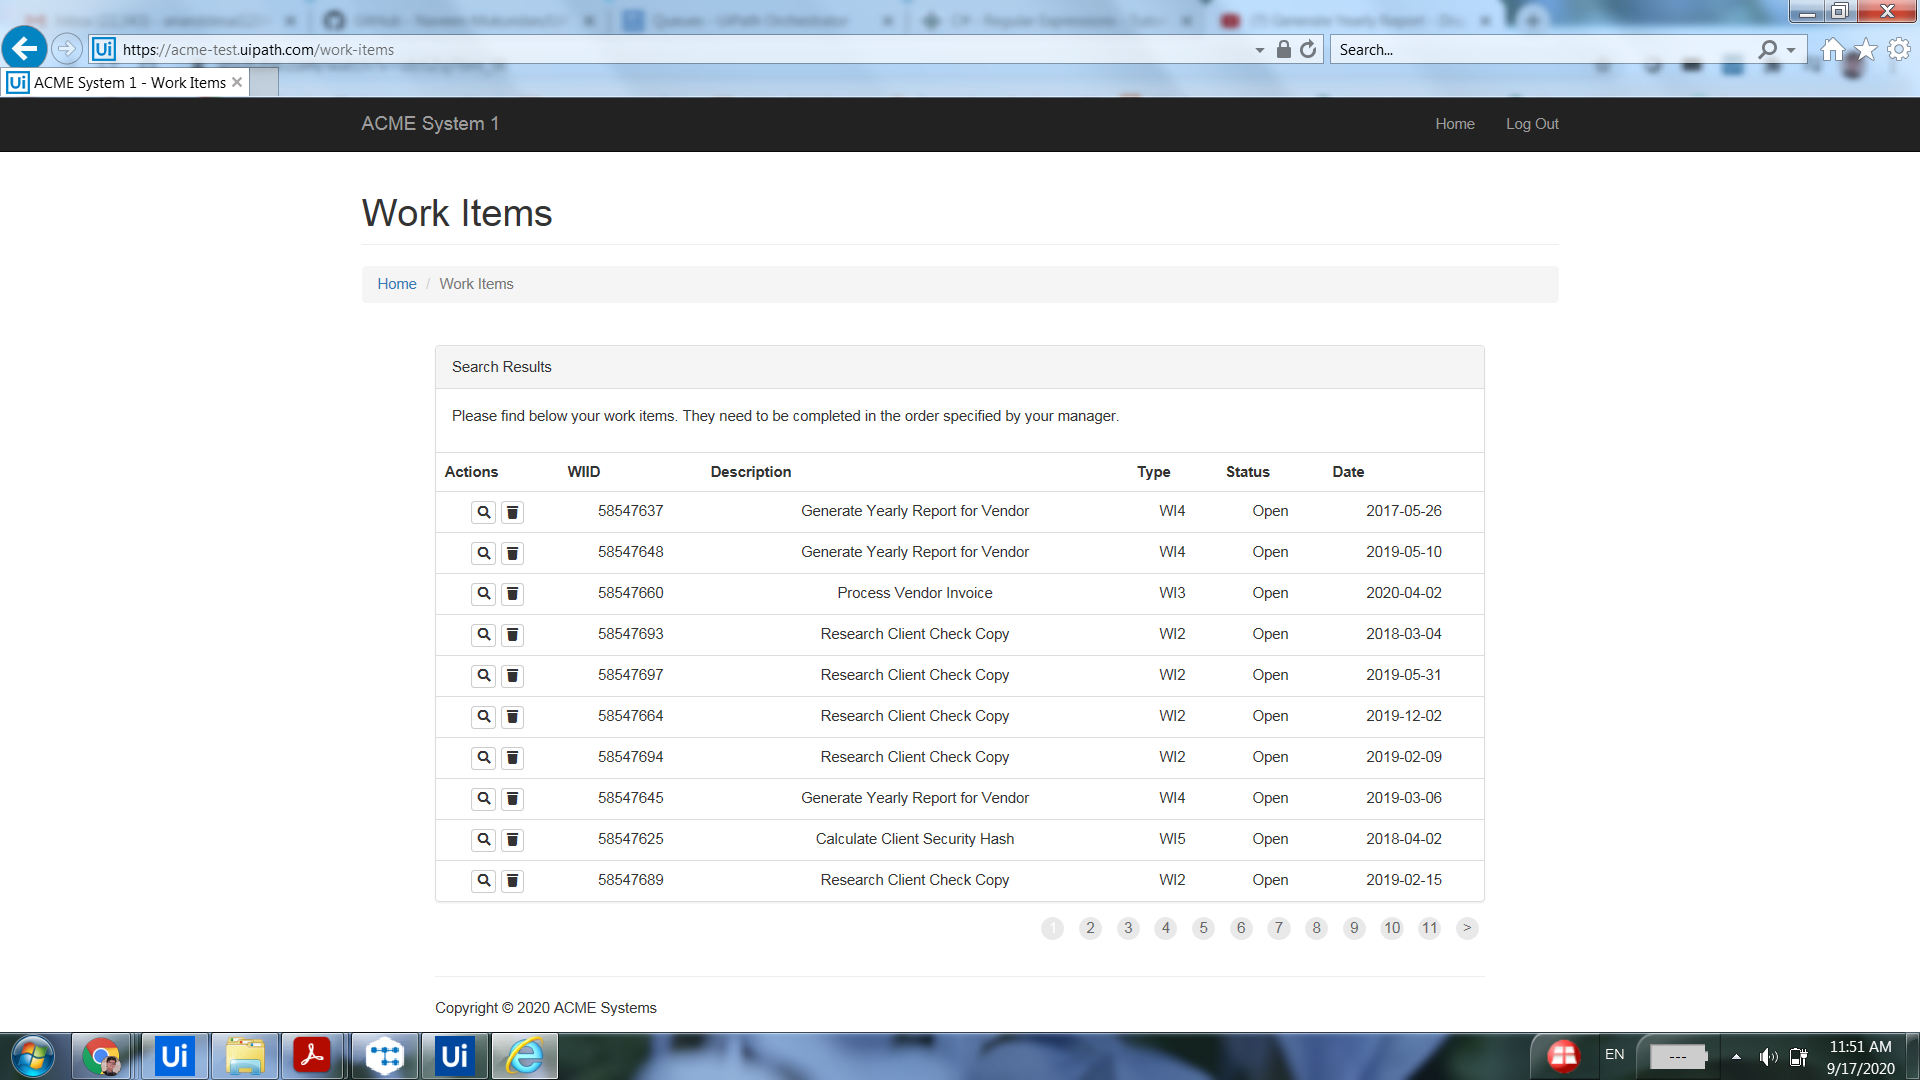 https://acme-test.uipath.com/work-items
Search...
Ui ACME System 1 - Work Items
ACME System 1 Home Log Out
Work Items
Home / Work Items
Search Results
Please find below your work items. They need to be completed in the order specified by your manager.
Actions WIID Description Type Status Date
58547637 Generate Yearly Report for Vendor WI4 Open 2017-05-26
58547648 Generate Yearly Report for Vendor WI4 Open 2019-05-10
58547660 Process Vendor Invoice WI3 Open 2020-04-02
58547693 Research Client Check Copy WI2 Open 2018-03-04
58547697 Research Client Check Copy WI2 Open 2019-05-31
58547664 Research Client Check Copy WI2 Open 2019-12-02
58547694 Research Client Check Copy WI2 Open 2019-02-09
58547645 Generate Yearly Report for Vendor WI4 Open 2019-03-06
58547625 Calculate Client Security Hash WI5 Open 2018-04-02
58547689 Research Client Check Copy WI2 Open 2019-02-15
1 2 3 4 5 6 7 8 9 10 11 >
Copyright © 2020 ACME Systems
Ui Ui EN --- 11:51 AM
9/17/2020